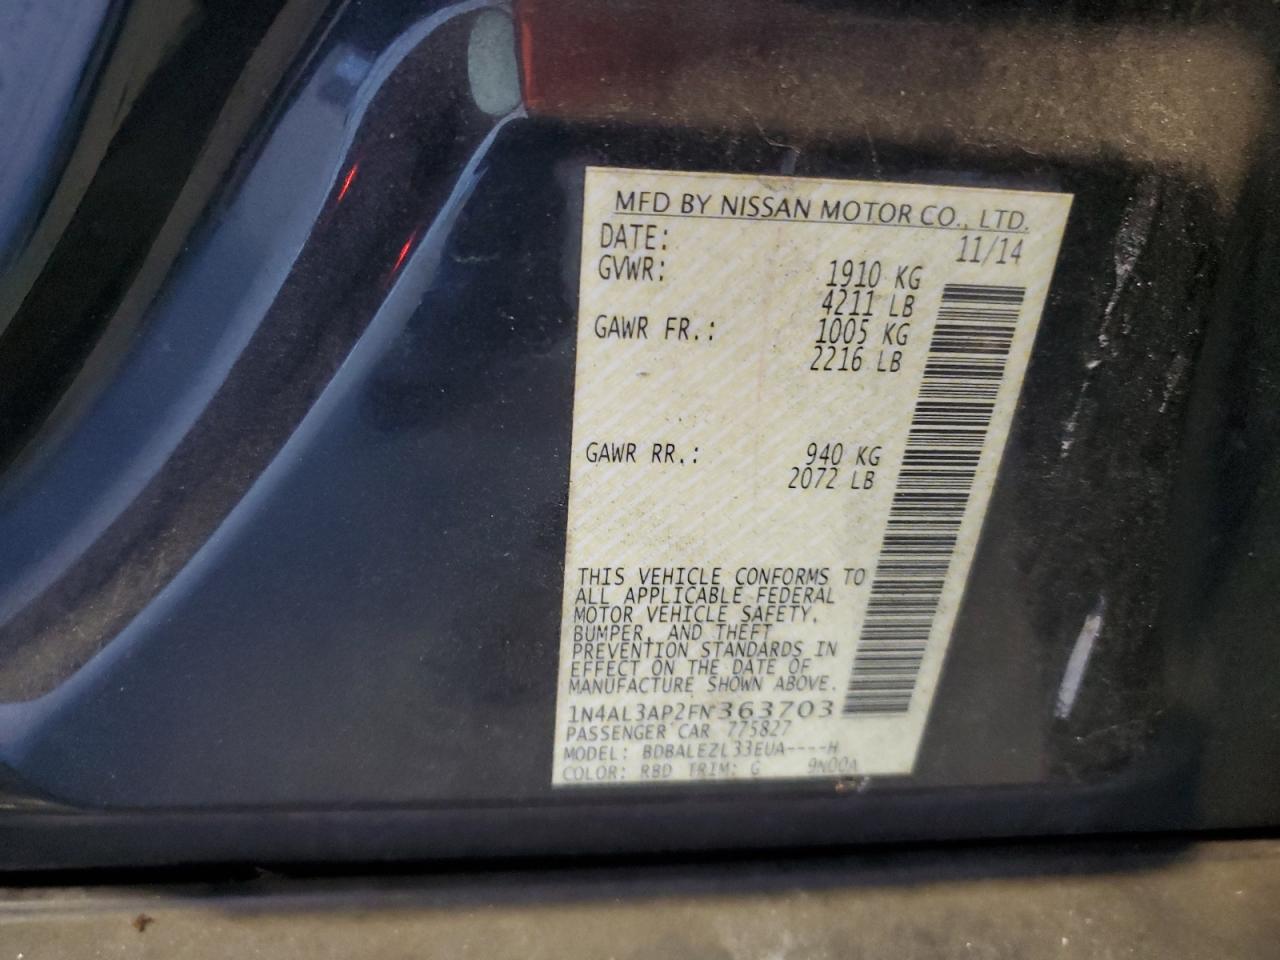 MFD BY NISSAN MOTOR CO., LTD.
DATE: 11/14
GVWR: 1910 KG
4211 LB
GAWR FR.: 1005 KG
2216 LB
GAWR RR.: 940 KG
2072 LB
THIS VEHICLE CONFORMS TO
ALL APPLICABLE FEDERAL
MOTOR VEHICLE SAFETY,
BUMPER, AND THEFT
PREVENTION STANDARDS IN
EFFECT ON THE DATE OF
MANUFACTURE SHOWN ABOVE.
1N4AL3AP2FN363703
PASSENGER CAR 775827
MODEL: BDBALEZL33EUA----H
COLOR: RBD TRIM: G 9N00A